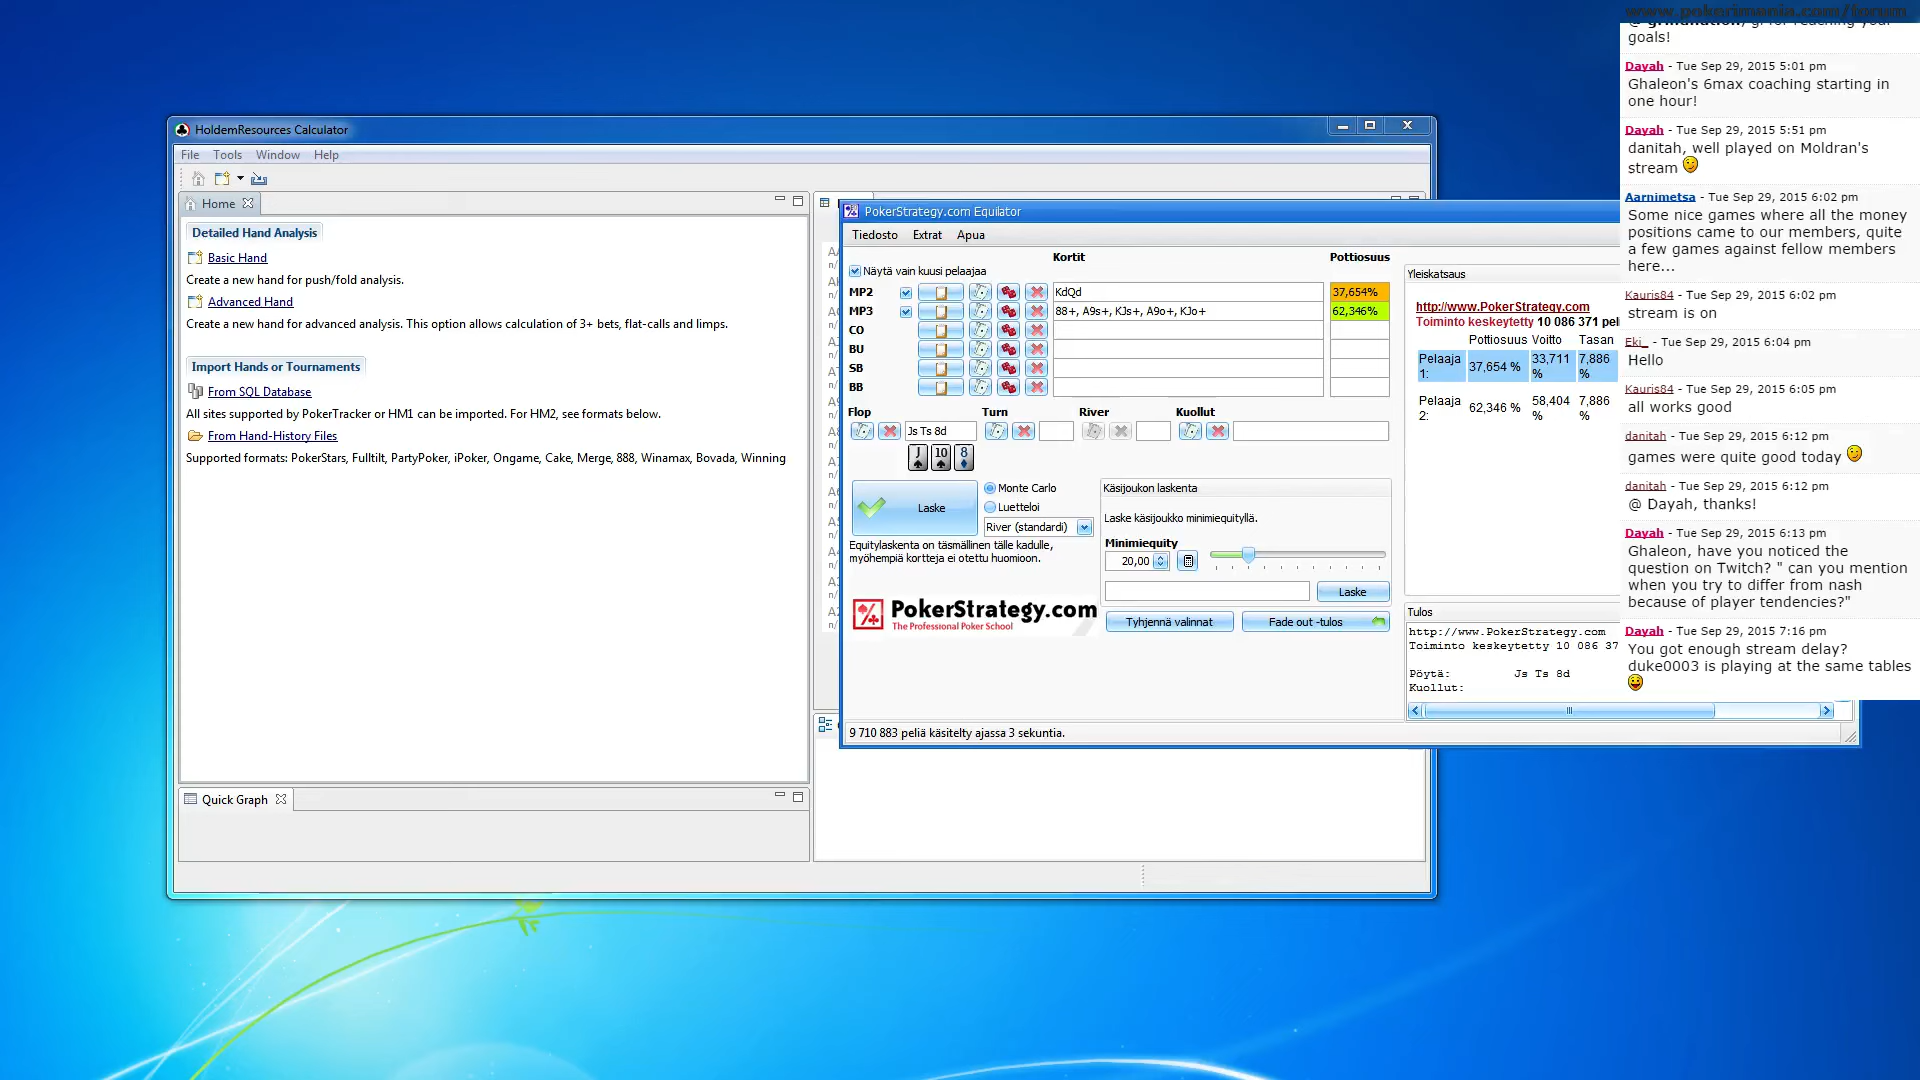 www.pokerimania.com/forum
goals!
Dayah - Tue Sep 29, 2015 5:01 pm
Ghaleon's 6max coaching starting in
one hour!
Dayah - Tue Sep 29, 2015 5:51 pm
danitah, well played on Moldran's
stream
Aarnimetsa - Tue Sep 29, 2015 6:02 pm
Some nice games where all the money
positions came to our members, quite
a few games against fellow members
here...
Kauris84 - Tue Sep 29, 2015 6:02 pm
stream is on
Eki_ - Tue Sep 29, 2015 6:04 pm
Hello
Kauris84 - Tue Sep 29, 2015 6:05 pm
all works good
danitah - Tue Sep 29, 2015 6:12 pm
games were quite good today
danitah - Tue Sep 29, 2015 6:12 pm
@ Dayah, thanks!
Dayah - Tue Sep 29, 2015 6:13 pm
Ghaleon, have you noticed the
question on Twitch? " can you mention
when you try to differ from nash
because of player tendencies?"
Dayah - Tue Sep 29, 2015 7:16 pm
You got enough stream delay?
duke0003 is playing at the same tables
HoldemResources Calculator
File Tools Window Help
Home
Detailed Hand Analysis
Basic Hand
Create a new hand for push/fold analysis.
Advanced Hand
Create a new hand for advanced analysis. This option allows calculation of 3+ bets, flat-calls and limps.
Import Hands or Tournaments
From SQL Database
All sites supported by PokerTracker or HM1 can be imported. For HM2, see formats below.
From Hand-History Files
Supported formats: PokerStars, Fulltilt, PartyPoker, iPoker, Ongame, Cake, Merge, 888, Winamax, Bovada, Winning
Quick Graph
PokerStrategy.com Equilator
Tiedosto Extrat Apua
Kortit Pottiosuus
Näytä vain kuusi pelaajaa
MP2 KdQd 37,654%
MP3 88+, A9s+, KJs+, A9o+, KJo+ 62,346%
CO
BU
SB
BB
Flop Turn River Kuollut
Js Ts 8d
J 10 8
Laske
Monte Carlo
Luetteloi
River (standardi)
Equitylaskenta on täsmällinen tälle kadulle,
myöhempiä kortteja ei otettu huomioon.
Käsijoukon laskenta
Laske käsijoukko minimiequityllä.
Minimiequity
20,00
Laske
Tyhjennä valinnat Fade out -tulos
PokerStrategy.com
The Professional Poker School
Yleiskatsaus
http://www.PokerStrategy.com
Toiminto keskeytetty 10 086 371 peli
Pottiosuus Voitto Tasan
Pelaaja 1: 37,654 % 33,711 % 7,886 %
Pelaaja 2: 62,346 % 58,404 % 7,886 %
Tulos
http://www.PokerStrategy.com
Toiminto keskeytetty 10 086 37
Pöytä: Js Ts 8d
Kuollut:
9 710 883 peliä käsitelty ajassa 3 sekuntia.